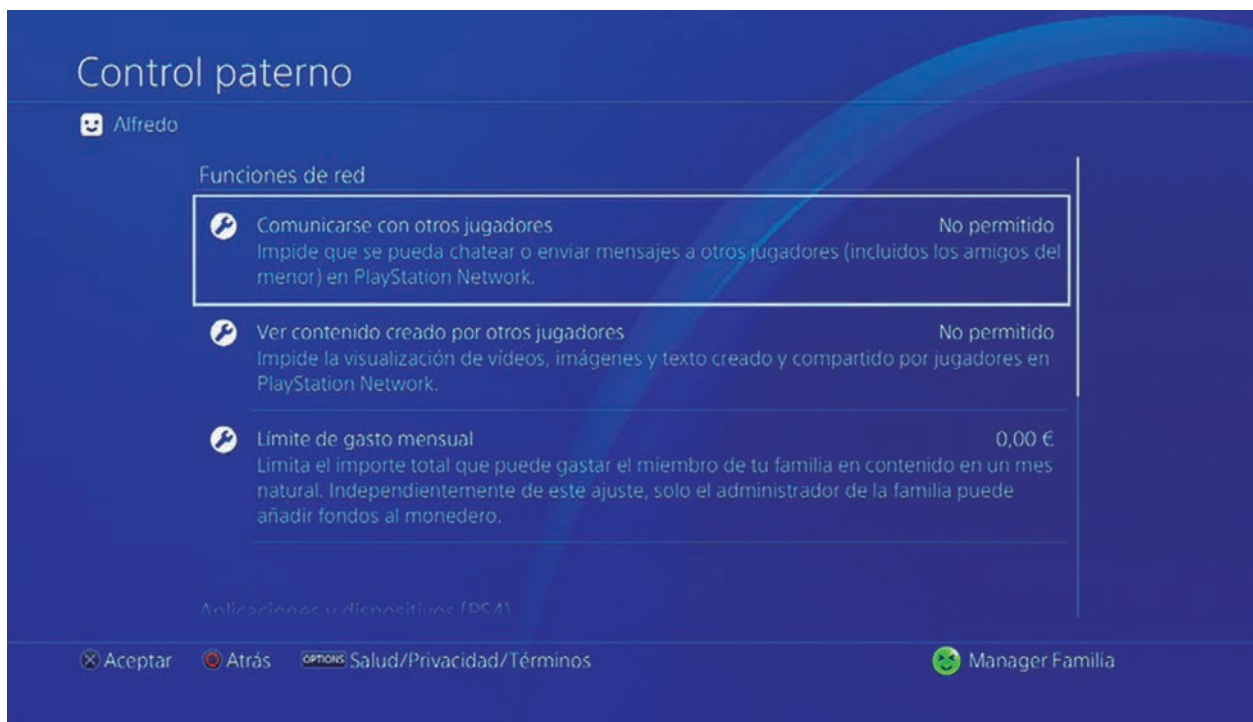 Control paterno
Alfredo
Funciones de red
Comunicarse con otros jugadores No permitido
Impide que se pueda chatear o enviar mensajes a otros jugadores (incluidos los amigos del
menor) en PlayStation Network.
Ver contenido creado por otros jugadores No permitido
Impide la visualización de vídeos, imágenes y texto creado y compartido por jugadores en
PlayStation Network.
Límite de gasto mensual 0,00 €
Limita el importe total que puede gastar el miembro de tu familia en contenido en un mes
natural. Independientemente de este ajuste, solo el administrador de la familia puede
añadir fondos al monedero.
Aplicaciones y dispositivos (PS4)
Aceptar Atrás OPTIONS Salud/Privacidad/Términos Manager Familia